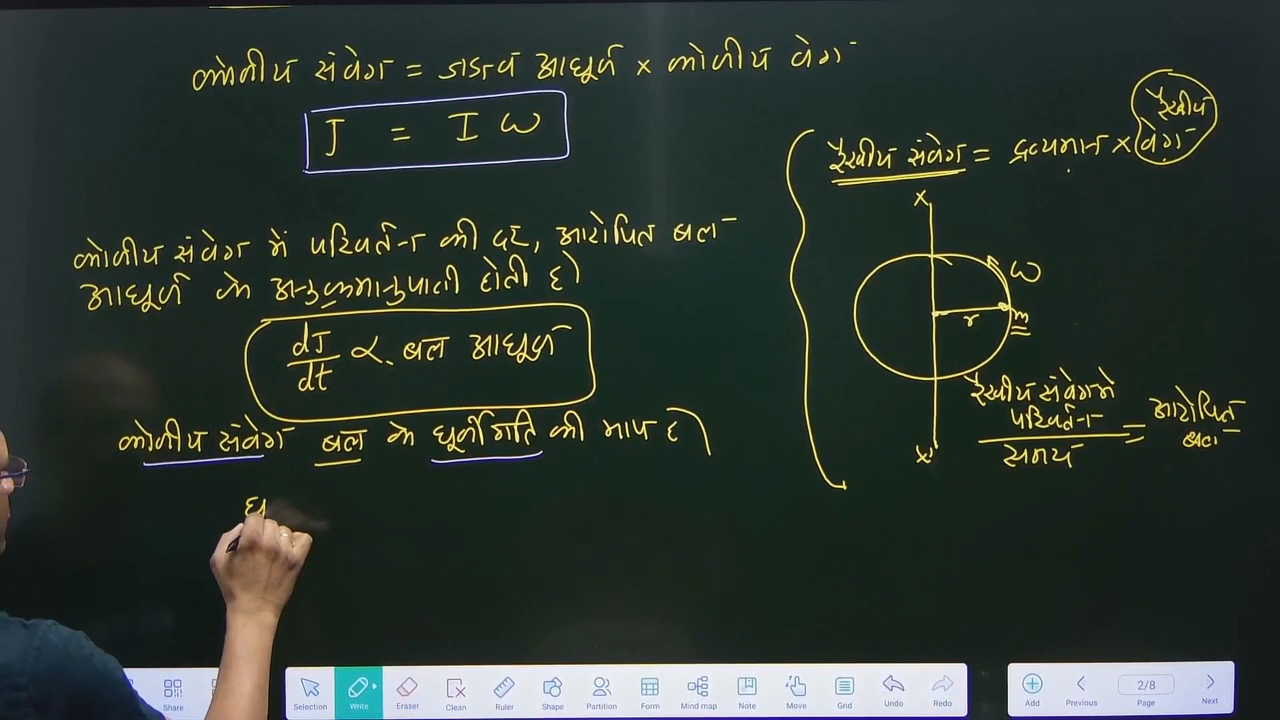 कोणीय संवेग = जडत्व आघूर्ण × कोणीय वेग
J = I ω
कोणीय संवेग में परिवर्तन की दर, आरोपित बल
आघूर्ण के अनुक्रमानुपाती होती है।
dJ/dt ∝ बल आघूर्ण
कोणीय संवेग बल के घूर्णीगति की माप है
घ
रैखीय
रैखीय संवेग = द्रव्यमान × वेग
X
ω
r
m
X'
रैखीय संवेग मे
परिवर्तन
समय
= आरोपित
बल
Share
Selection
Write
Eraser
Clean
Ruler
Shape
Partition
Form
Mind map
Note
Move
Grid
Undo
Redo
Add
Previous
2/8
Page
Next